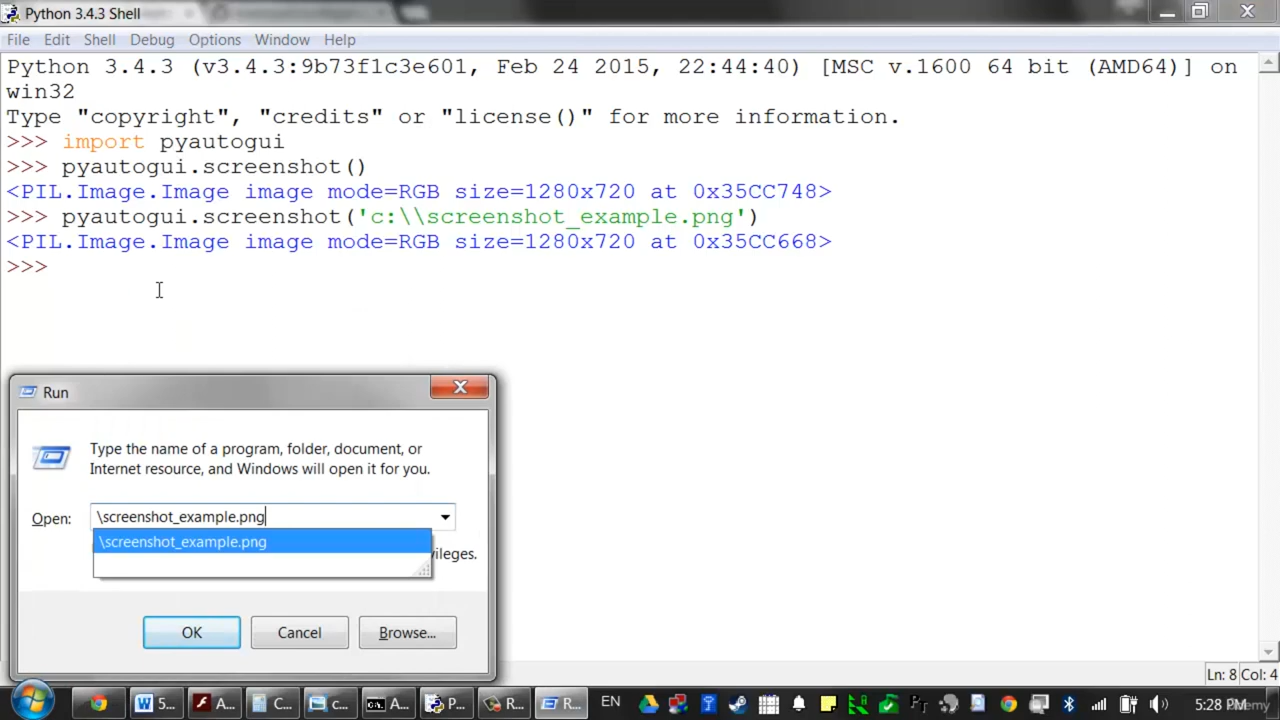 Python 3.4.3 Shell
File Edit Shell Debug Options Window Help
Python 3.4.3 (v3.4.3:9b73f1c3e601, Feb 24 2015, 22:44:40) [MSC v.1600 64 bit (AMD64)] on
win32
Type "copyright", "credits" or "license()" for more information.
>>> import pyautogui
>>> pyautogui.screenshot()
<PIL.Image.Image image mode=RGB size=1280x720 at 0x35CC748>
>>> pyautogui.screenshot('c:\\screenshot_example.png')
<PIL.Image.Image image mode=RGB size=1280x720 at 0x35CC668>
>>>
Run
Type the name of a program, folder, document, or
Internet resource, and Windows will open it for you.
Open: \screenshot_example.png
\screenshot_example.png
vileges.
OK Cancel Browse...
Ln: 8 Col: 4
5... A... C... c... A... P... R... R... EN 5:28 PM